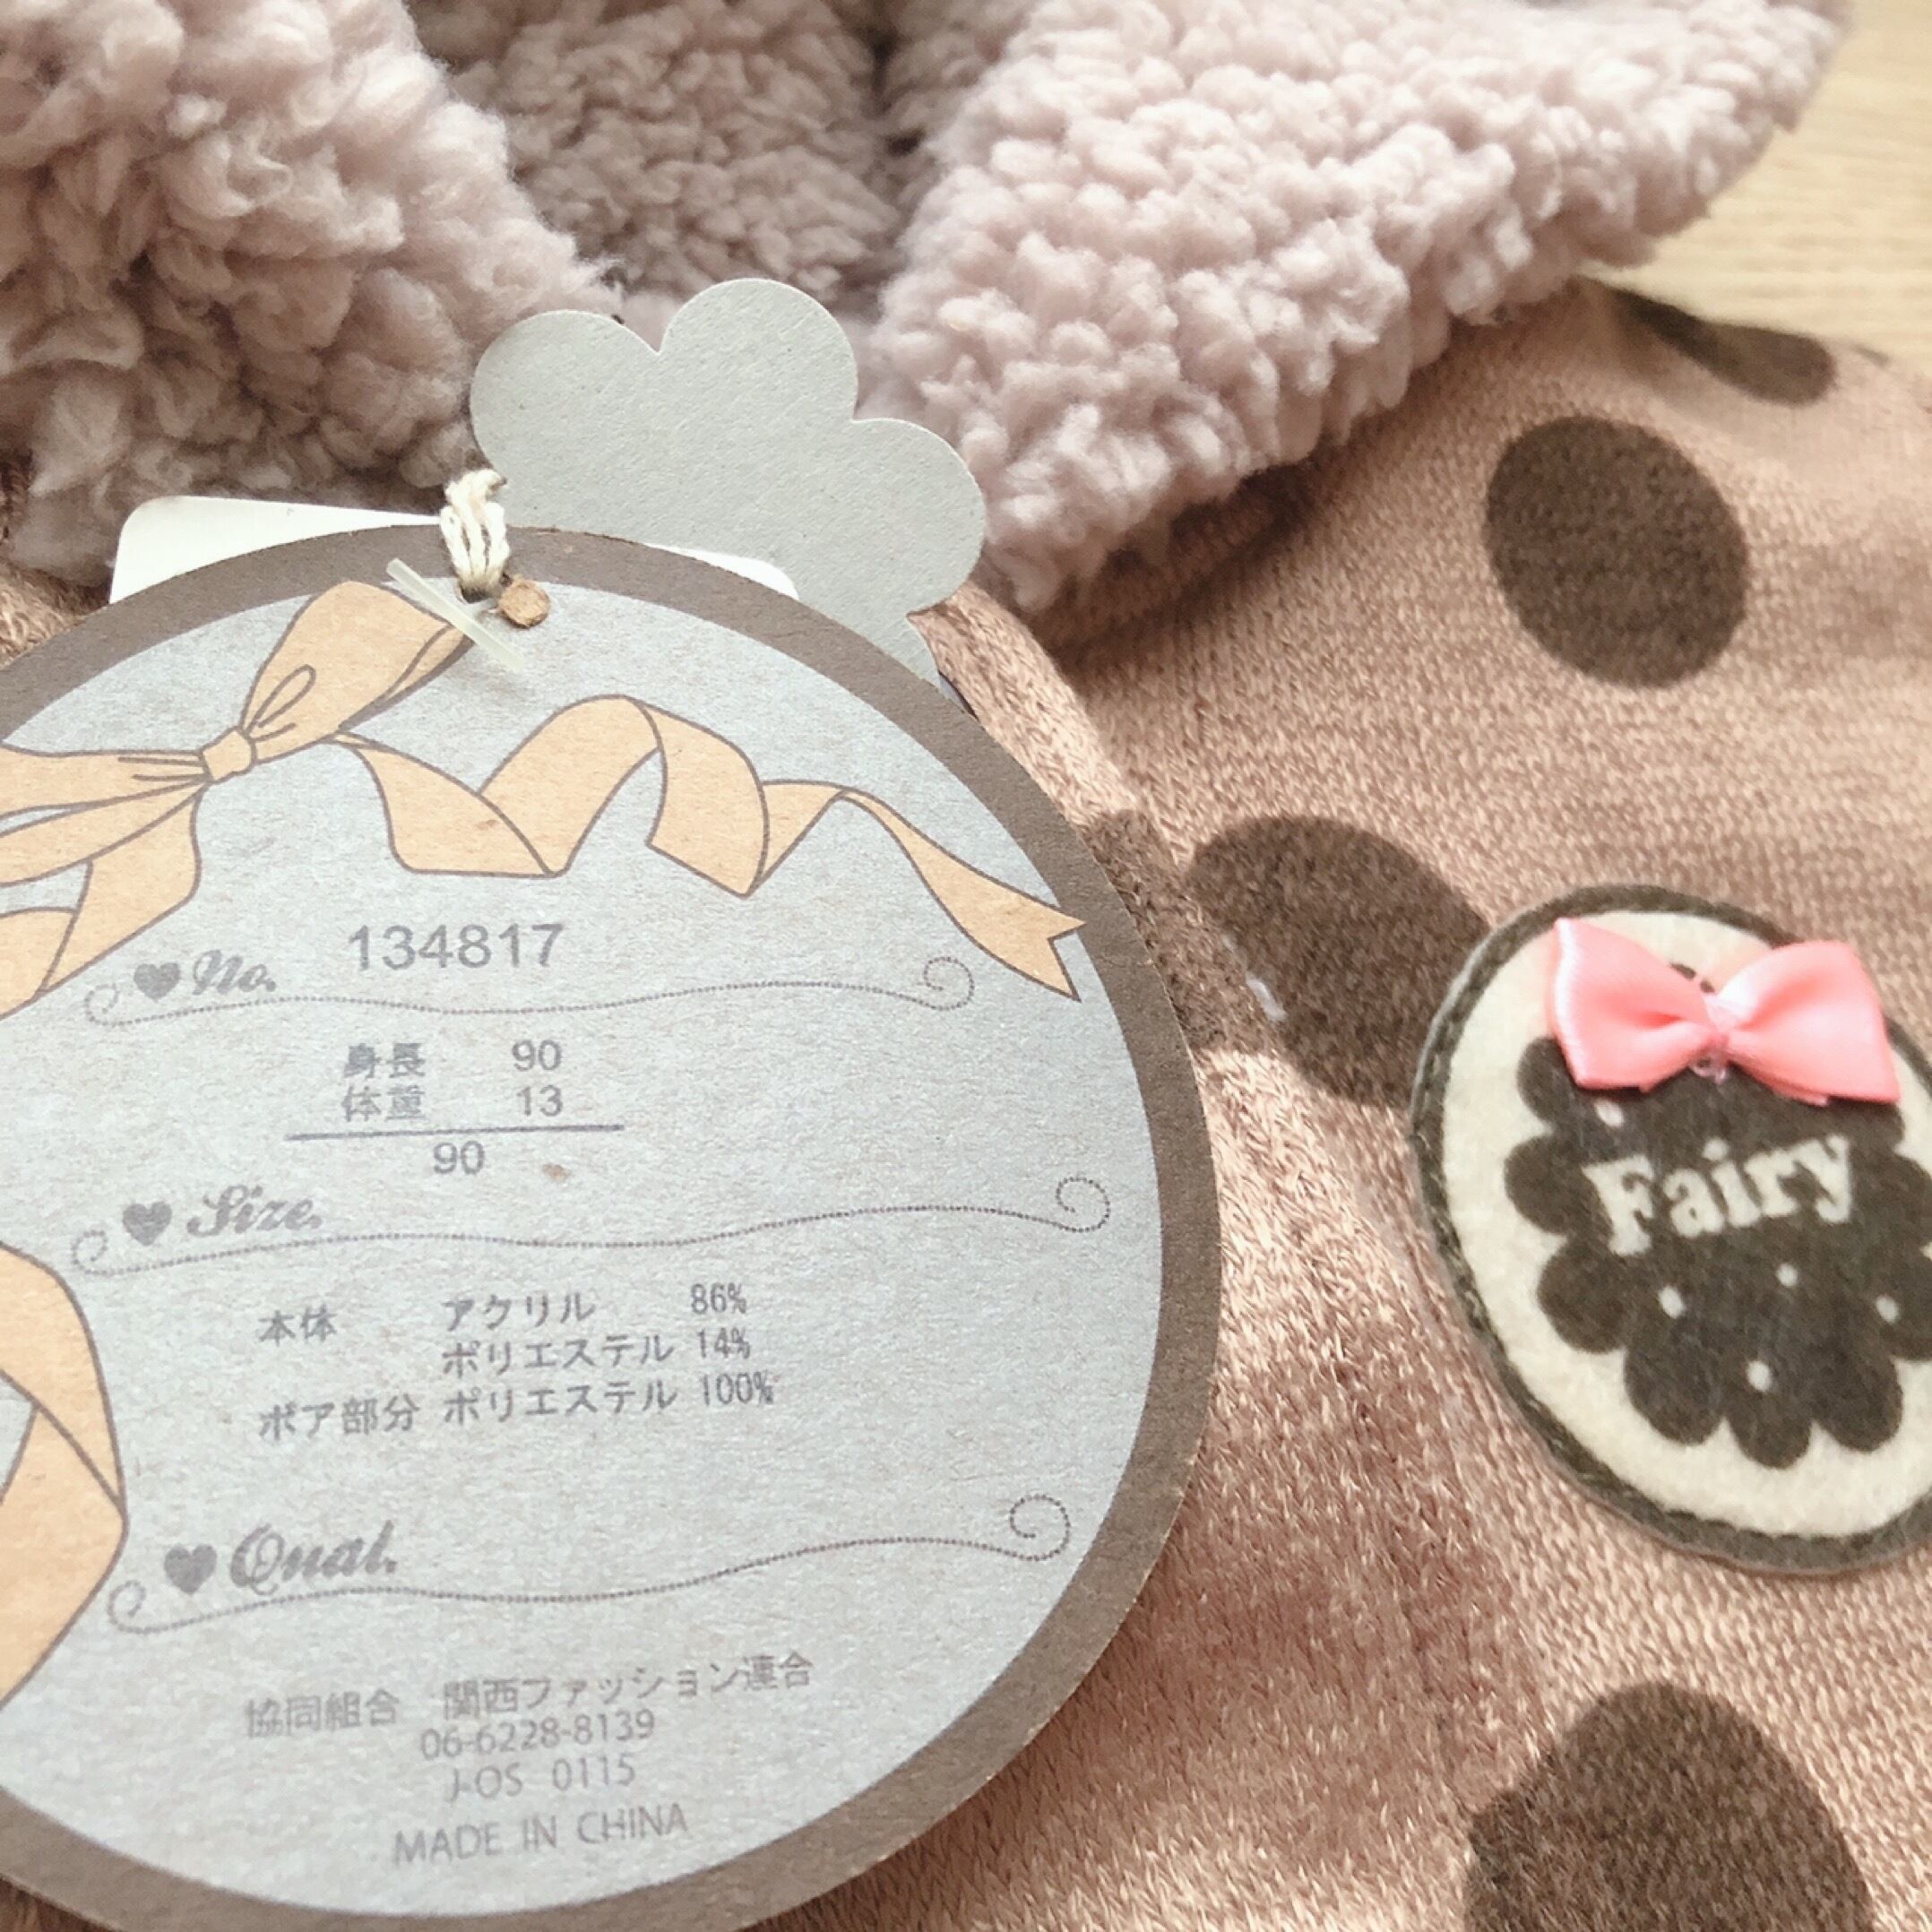 ♥No. 134817
身長 90
体重 13
90
♥Size.
本体 アクリル 86%
ポリエステル 14%
ボア部分 ポリエステル 100%
♥Qual.
協同組合 関西ファッション連合
06-6228-8139
J-OS 0115
MADE IN CHINA
Fairy